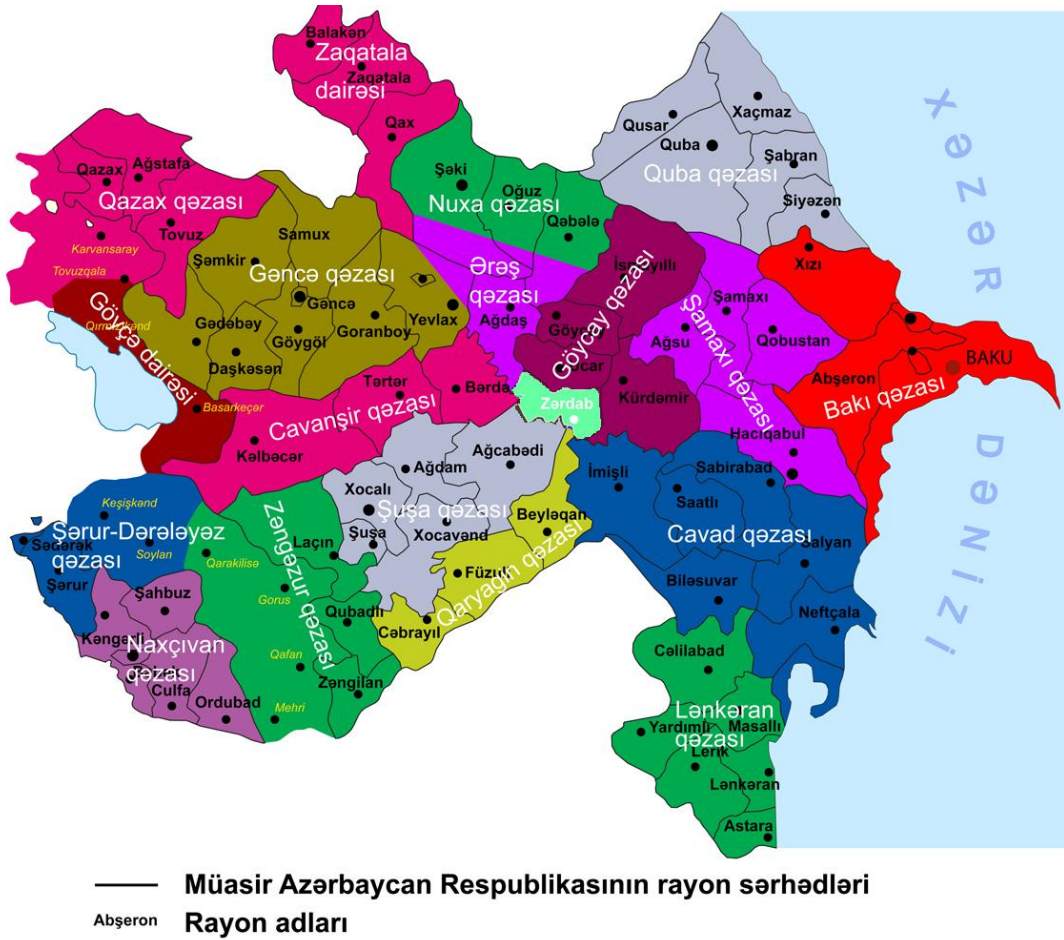 Balakən
Zaqatala
Zaqatala
dairəsi
Qax
Qusar
Xaçmaz
Quba
Quba qəzası
Şabran
Siyəzən
Qazax
Ağstafa
Qazax qəzası
Tovuz
Karvansaray
Tovuzqala
Şəki
Nuxa qəzası
Oğuz
Qəbələ
Samux
Şəmkir
Gəncə qəzası
Gəncə
Gədəbəy
Göygöl
Goranboy
Yevlax
Daşkəsən
Göyçə dairəsi
Basarkeçər
Ərəş
qəzası
Ağdaş
Göyçay qəzası
Kürdəmir
Zərdab
Xızı
Şamaxı
Ağsu
Qobustan
Şamaxı qəzası
Hacıqabul
Abşeron
BAKU
Bakı qəzası
XƏZƏR
DƏNİZİ
Tərtər
Bərdə
Cavanşir qəzası
Kəlbəcər
Ağdam
Ağcabədi
Xocalı
Şuşa qəzası
Şuşa
Xocavənd
İmişli
Sabirabad
Saatlı
Cavad qəzası
Salyan
Biləsuvar
Neftçala
Beyləqan
Füzuli
Qaryagin qəzası
Cəbrayıl
Keşişkənd
Şərur-Dərələyəz
qəzası
Sədərək
Soylan
Şərur
Qarakilisə
Zəngəzur qəzası
Laçın
Gorus
Qubadlı
Qafan
Zəngilan
Mehri
Şahbuz
Kəngərli
Naxçıvan
qəzası
Culfa
Ordubad
Cəlilabad
Lənkəran
qəzası
Yardımlı
Masallı
Lerik
Lənkəran
Astara
Müasir Azərbaycan Respublikasının rayon sərhədləri
Abşeron
Rayon adları